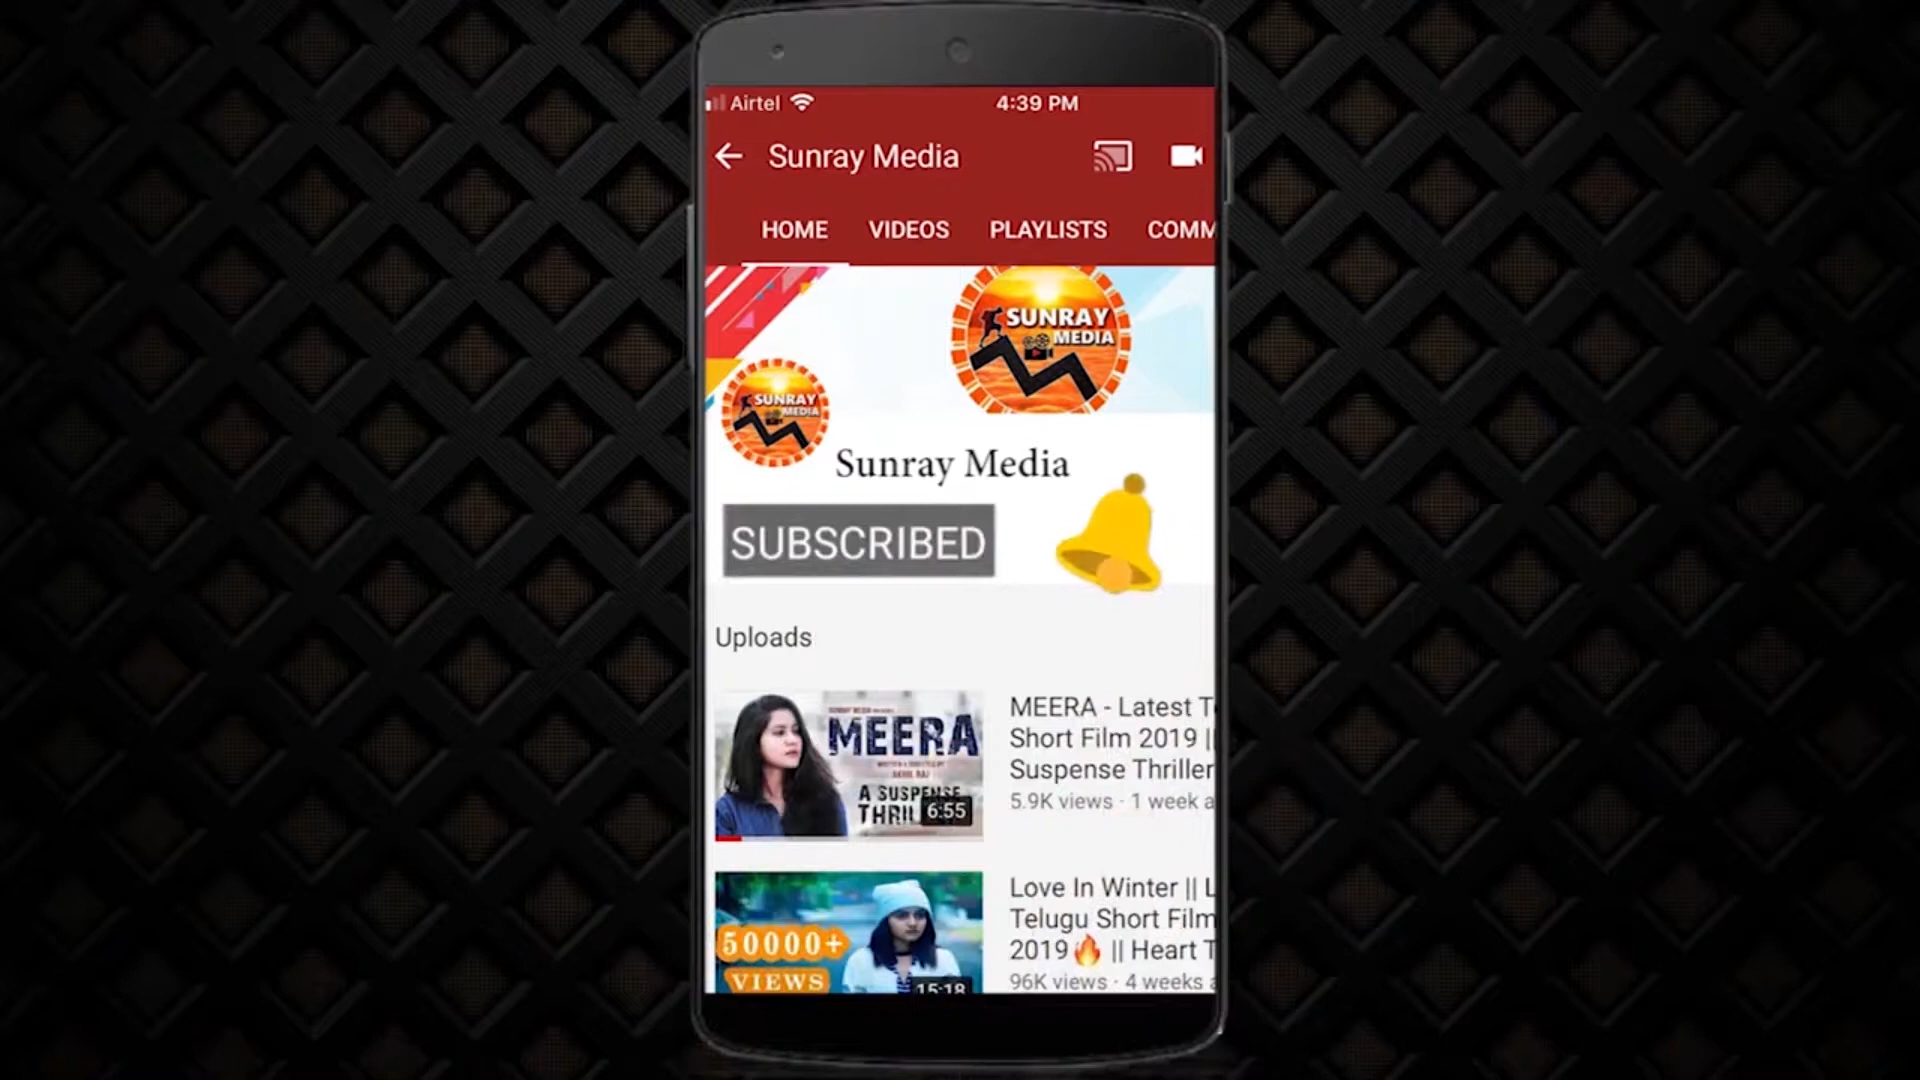 Airtel
4:39 PM
Sunray Media
HOME
VIDEOS
PLAYLISTS
COMM
SUNRAY
MEDIA
SUNRAY
MEDIA
Sunray Media
SUBSCRIBED
Uploads
MEERA
A SUSPENSE
THRIL
6:55
MEERA - Latest T
Short Film 2019 ||
Suspense Thriller
5.9K views · 1 week a
50000+
VIEWS
15:18
Love In Winter || L
Telugu Short Film
2019🔥 || Heart T
96K views · 4 weeks a